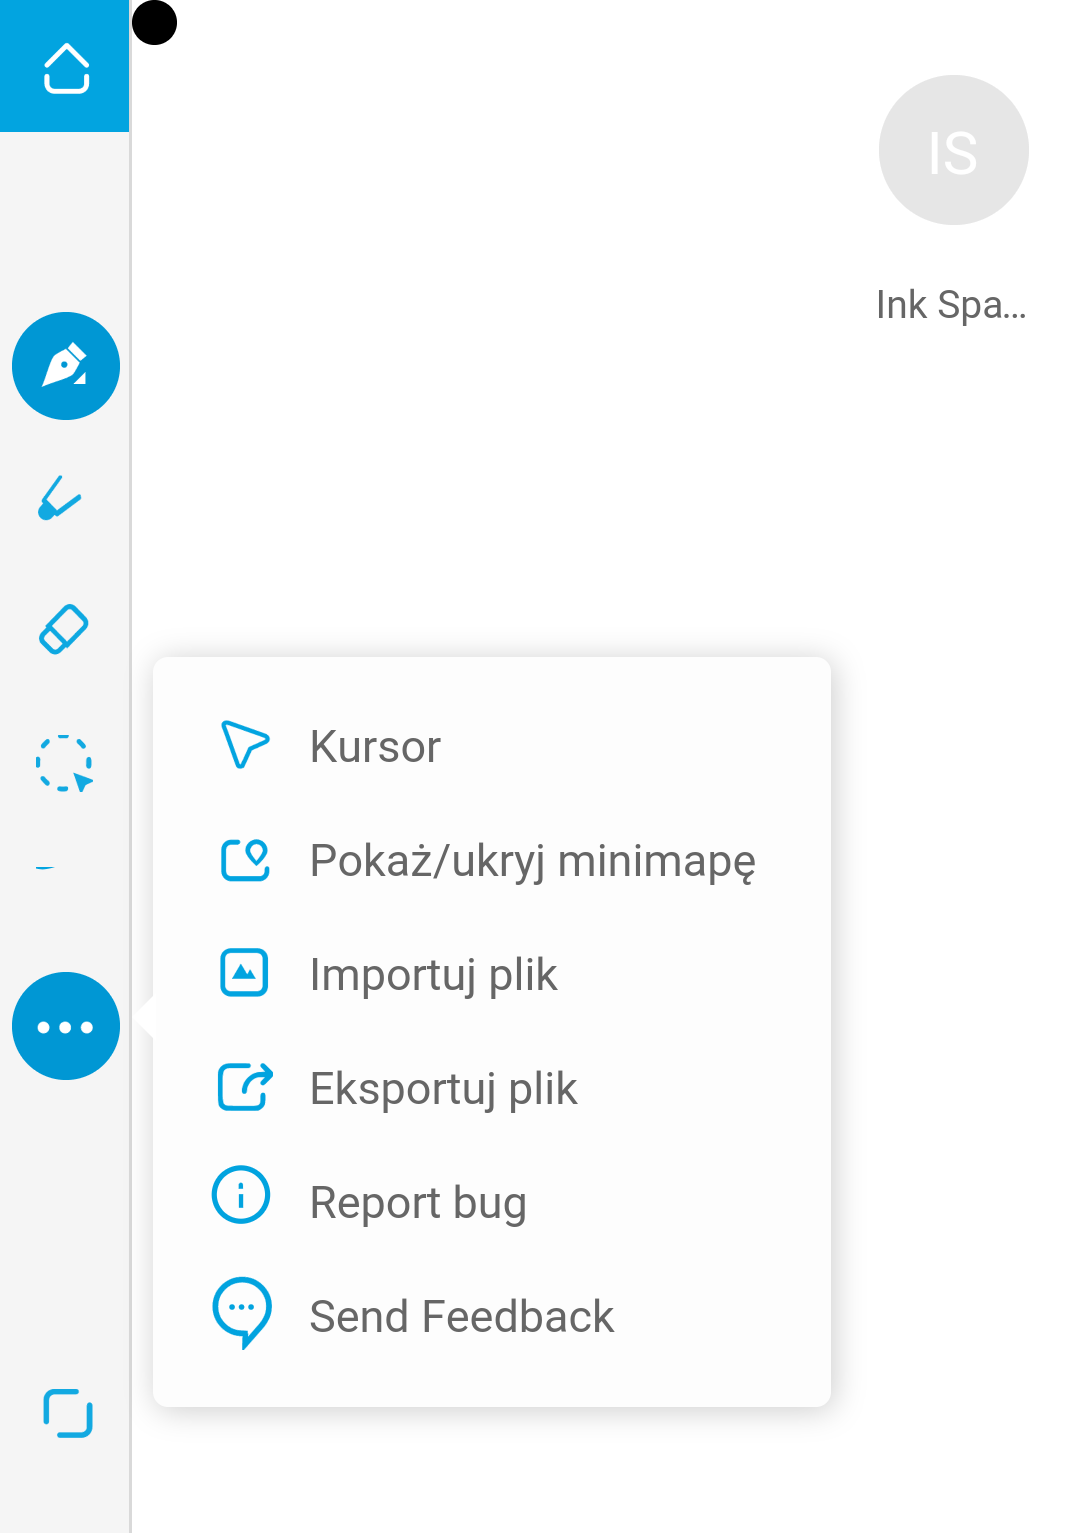 IS
Ink Spa...
Kursor
Pokaż/ukryj minimapę
Importuj plik
Eksportuj plik
Report bug
Send Feedback